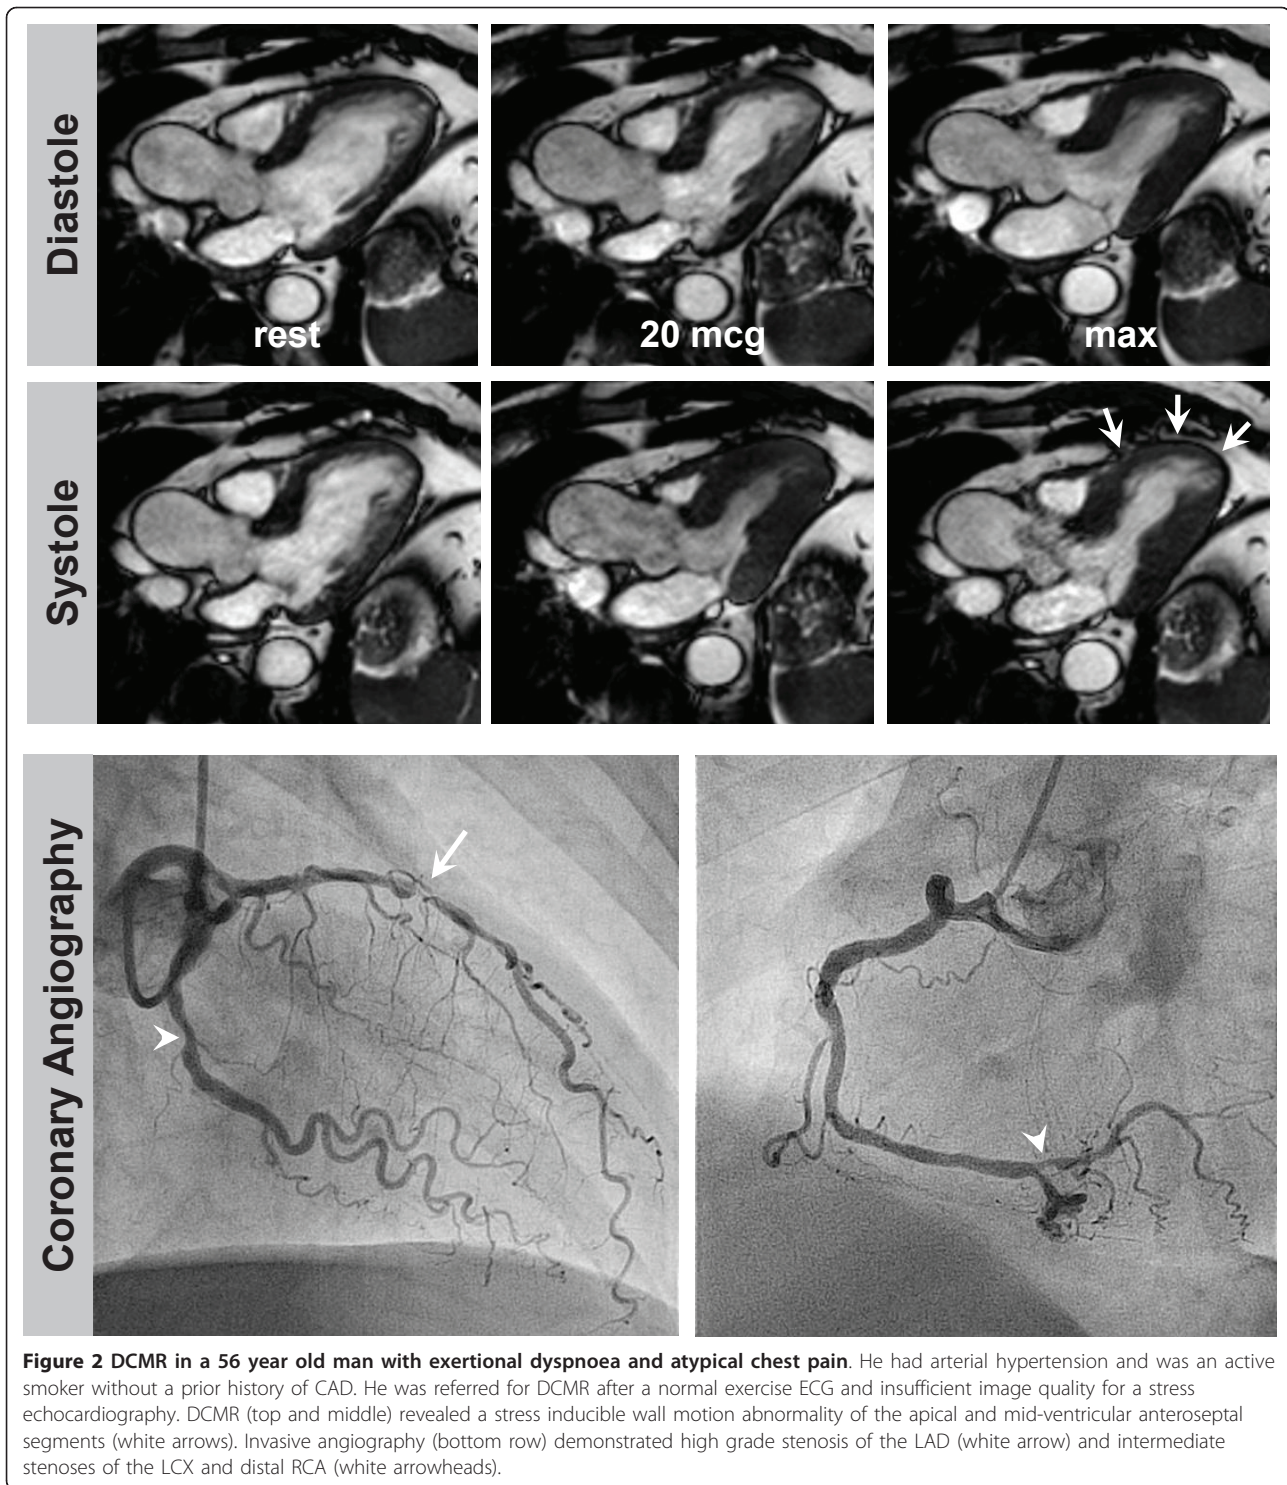 Diastole
rest
20 mcg
max
Systole
Coronary Angiography
Figure 2 DCMR in a 56 year old man with exertional dyspnoea and atypical chest pain. He had arterial hypertension and was an active
smoker without a prior history of CAD. He was referred for DCMR after a normal exercise ECG and insufficient image quality for a stress
echocardiography. DCMR (top and middle) revealed a stress inducible wall motion abnormality of the apical and mid-ventricular anteroseptal
segments (white arrows). Invasive angiography (bottom row) demonstrated high grade stenosis of the LAD (white arrow) and intermediate
stenoses of the LCX and distal RCA (white arrowheads).